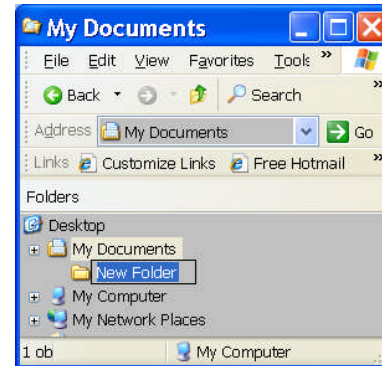 My Documents
File Edit View Favorites Tools »
Back Search »
Address My Documents Go
Links Customize Links Free Hotmail »
Folders
Desktop
My Documents
New Folder
My Computer
My Network Places
1 ob My Computer